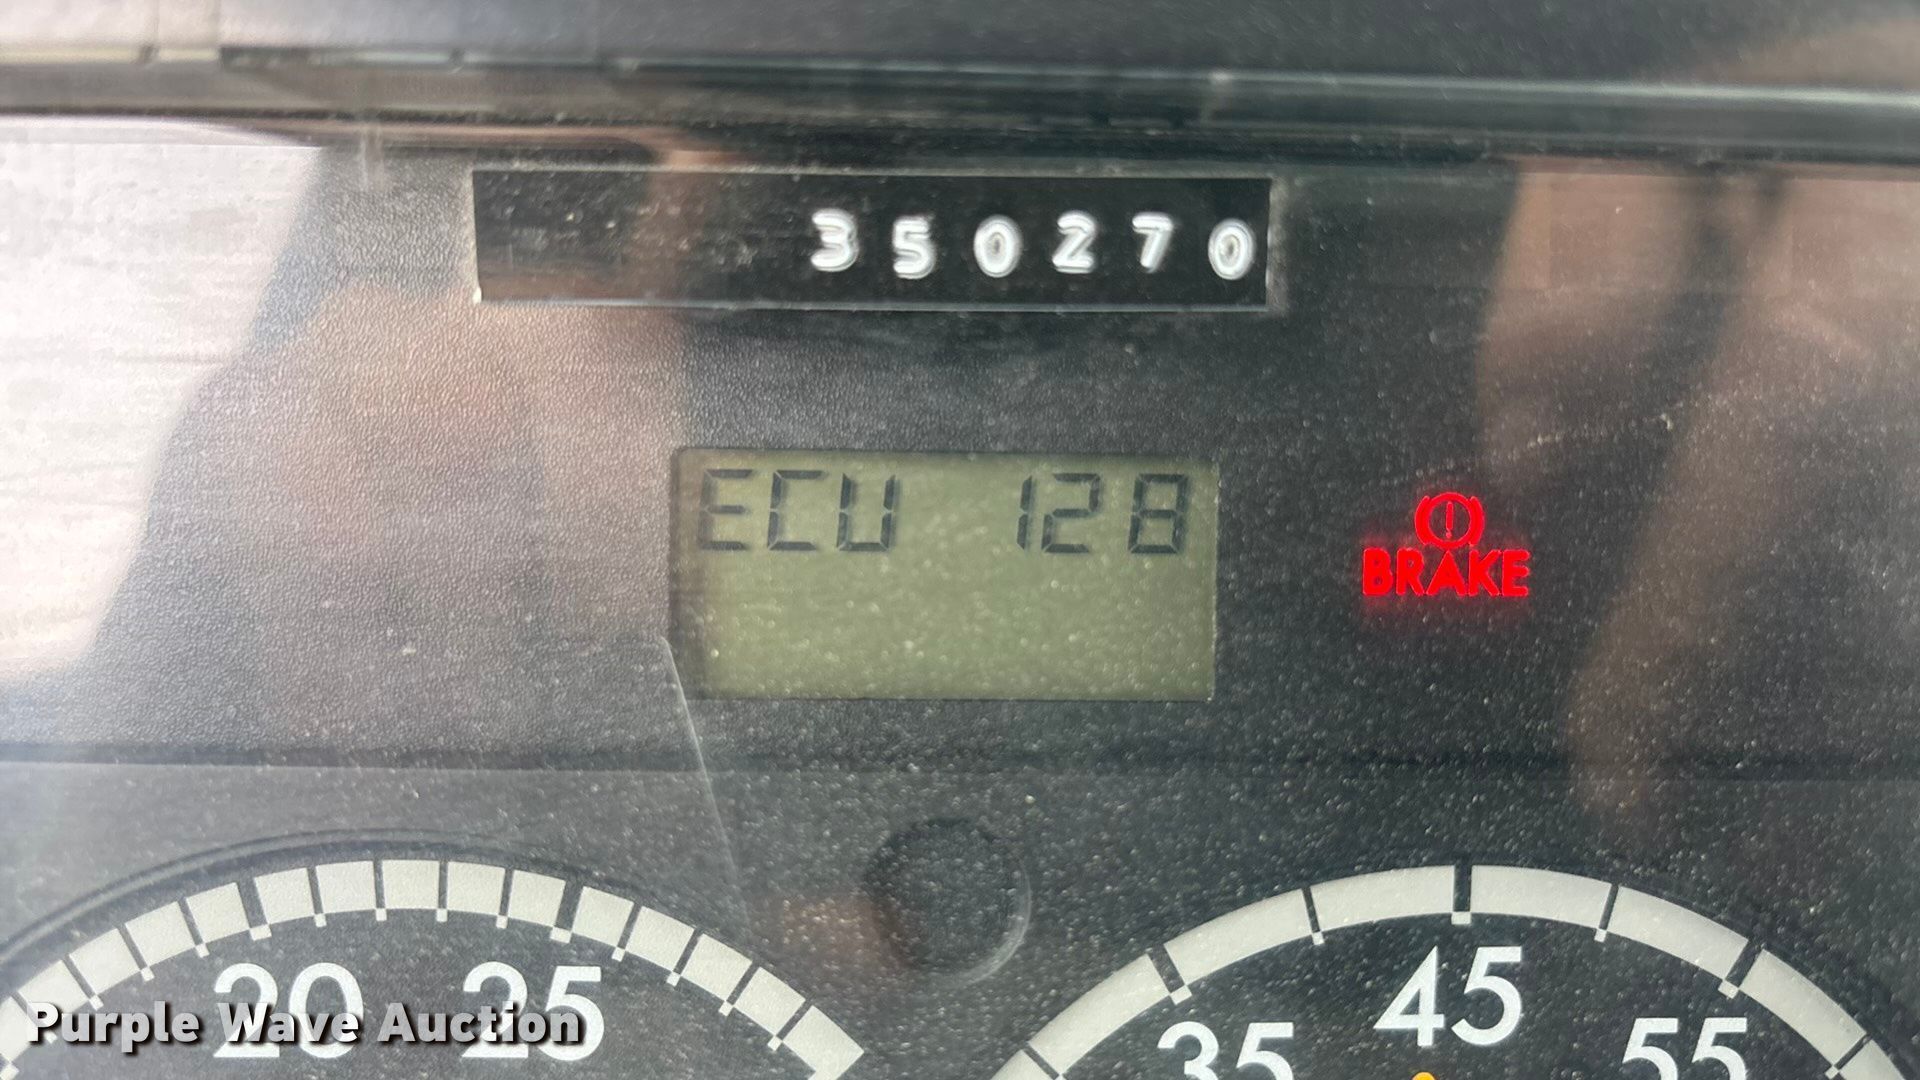 350270
ECU 128
BRAKE
20 25
35 45 55
Purple Wave Auction